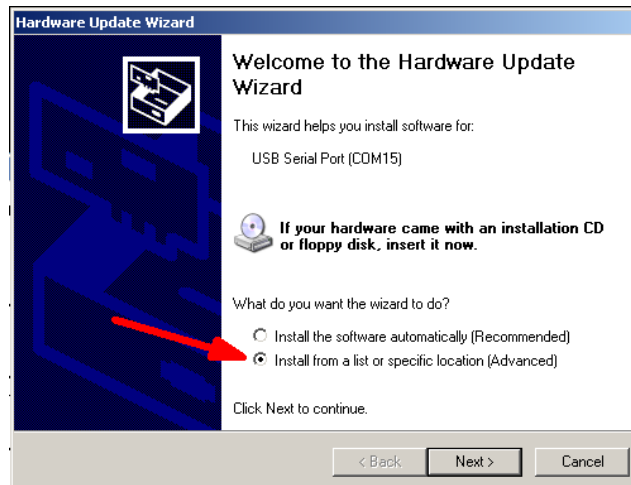 Hardware Update Wizard
Welcome to the Hardware Update
Wizard
This wizard helps you install software for:
USB Serial Port (COM15)
If your hardware came with an installation CD
or floppy disk, insert it now.
What do you want the wizard to do?
Install the software automatically (Recommended)
Install from a list or specific location (Advanced)
Click Next to continue.
< Back
Next >
Cancel